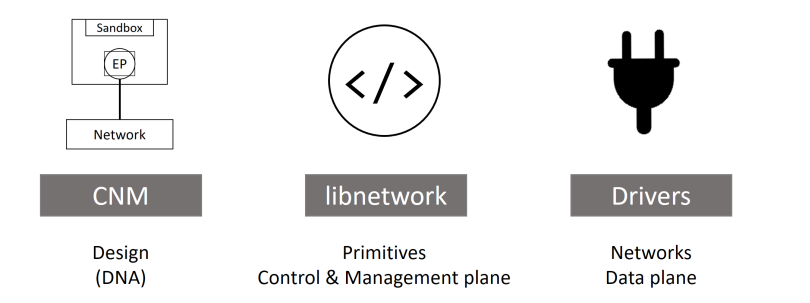 Sandbox
EP
Network
</>
CNM
libnetwork
Drivers
Design
(DNA)
Primitives
Control & Management plane
Networks
Data plane